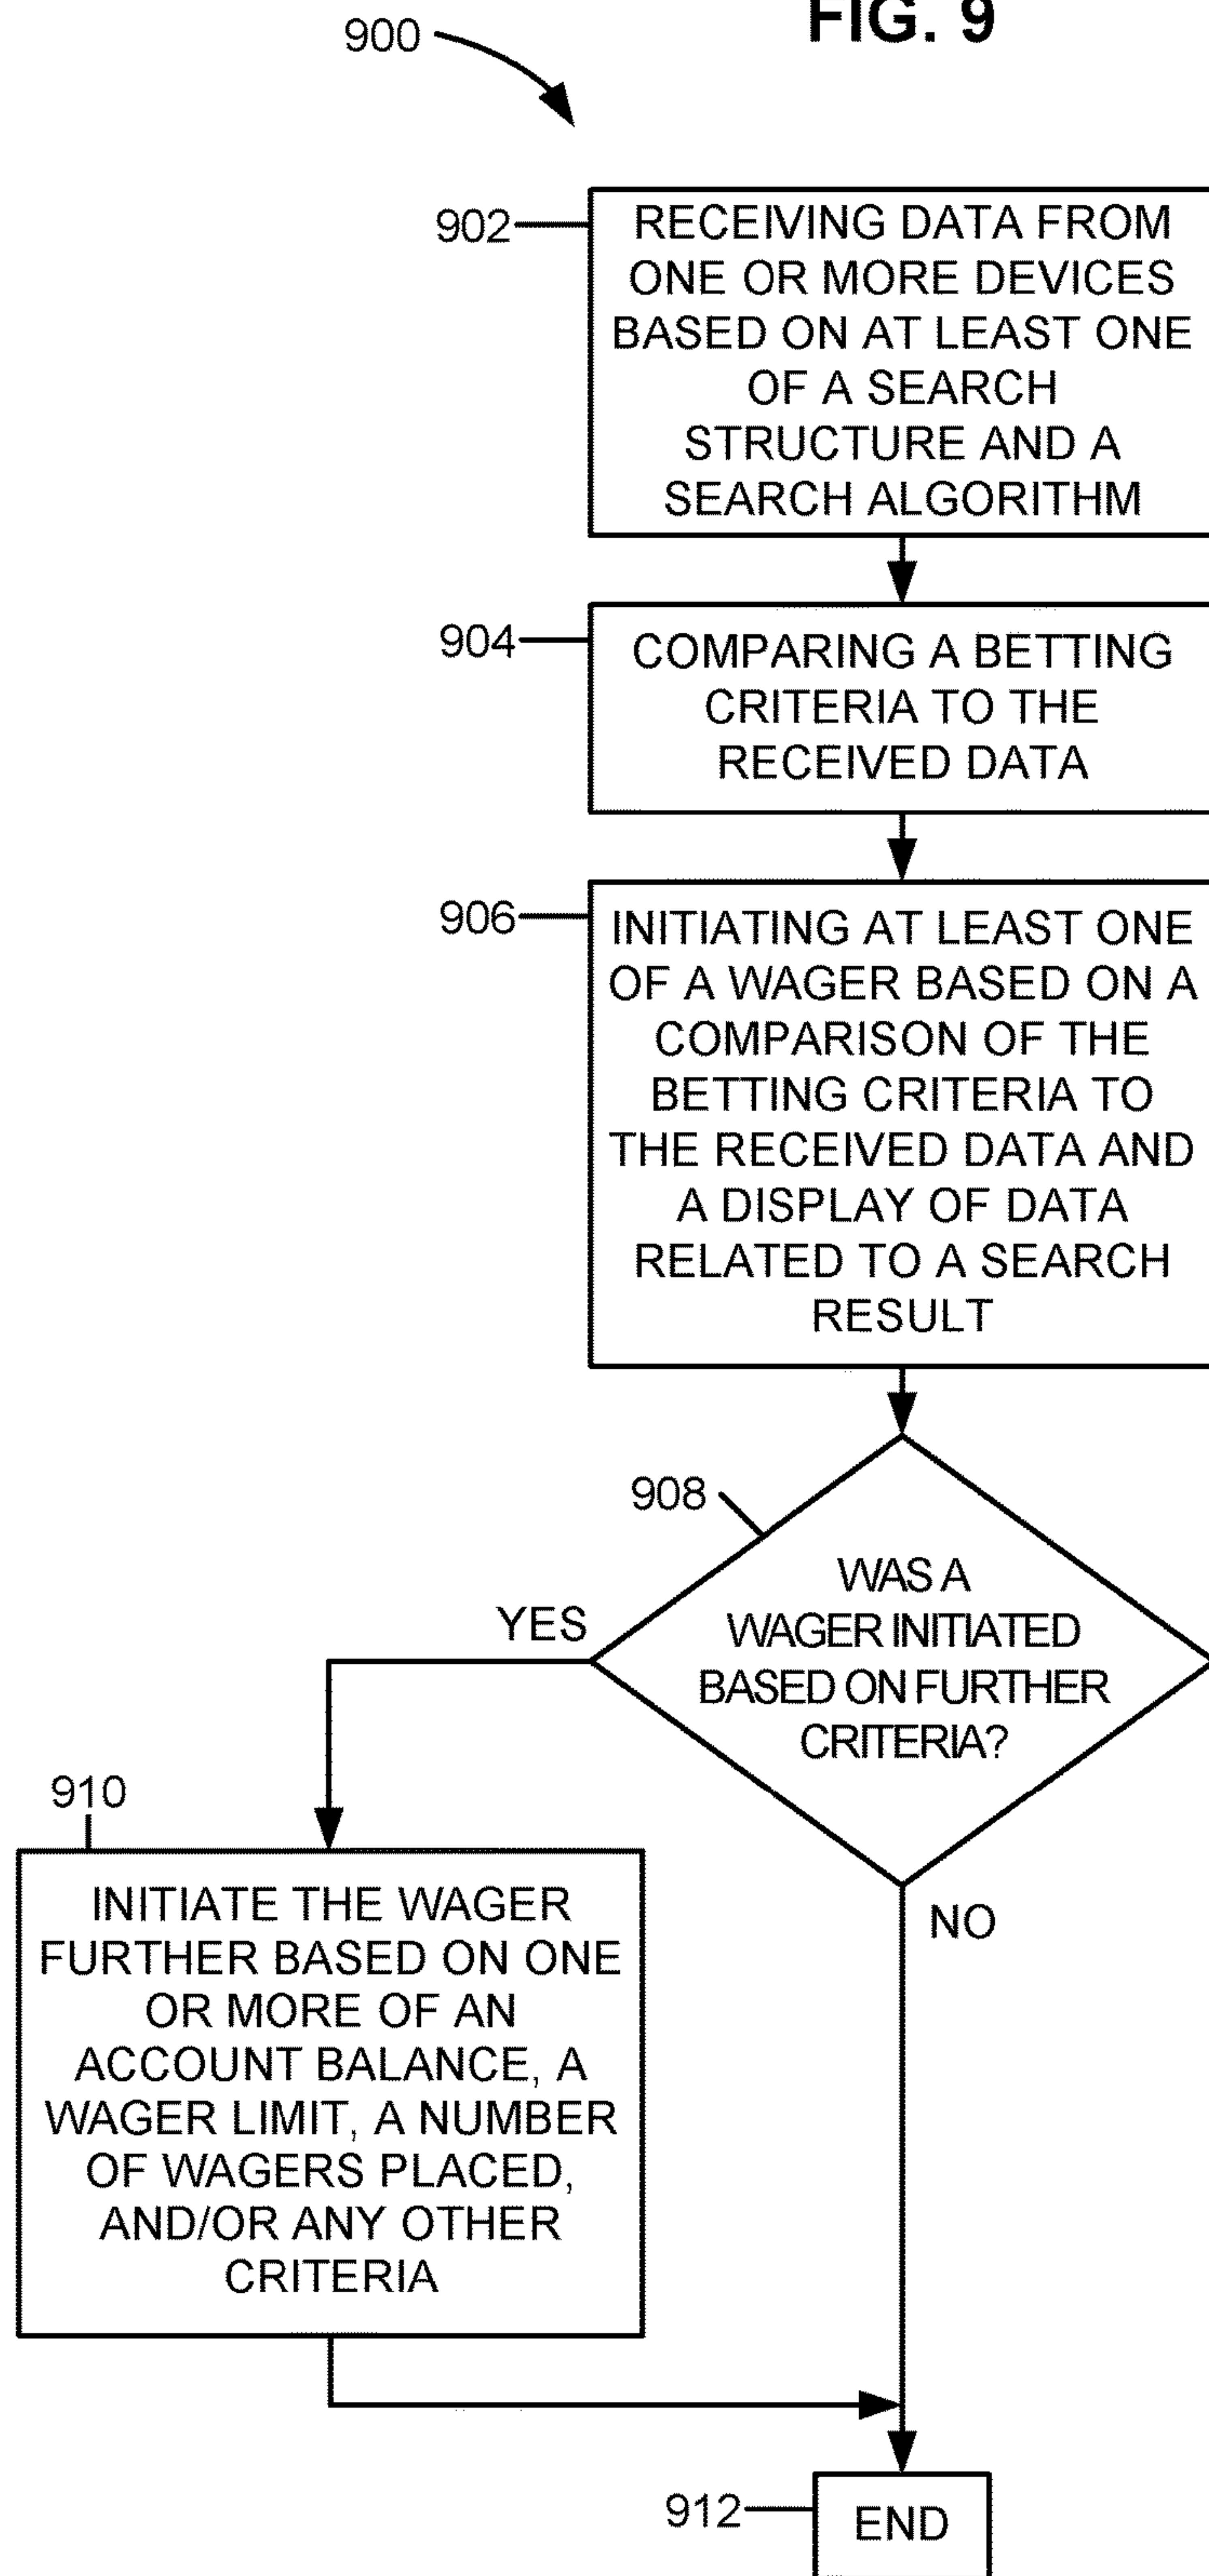 FIG. 9
900
902
RECEIVING DATA FROM
ONE OR MORE DEVICES
BASED ON AT LEAST ONE
OF A SEARCH
STRUCTURE AND A
SEARCH ALGORITHM
904
COMPARING A BETTING
CRITERIA TO THE
RECEIVED DATA
906
INITIATING AT LEAST ONE
OF A WAGER BASED ON A
COMPARISON OF THE
BETTING CRITERIA TO
THE RECEIVED DATA AND
A DISPLAY OF DATA
RELATED TO A SEARCH
RESULT
908
WAS A
WAGER INITIATED
BASED ON FURTHER
CRITERIA?
YES
NO
910
INITIATE THE WAGER
FURTHER BASED ON ONE
OR MORE OF AN
ACCOUNT BALANCE, A
WAGER LIMIT, A NUMBER
OF WAGERS PLACED,
AND/OR ANY OTHER
CRITERIA
912
END